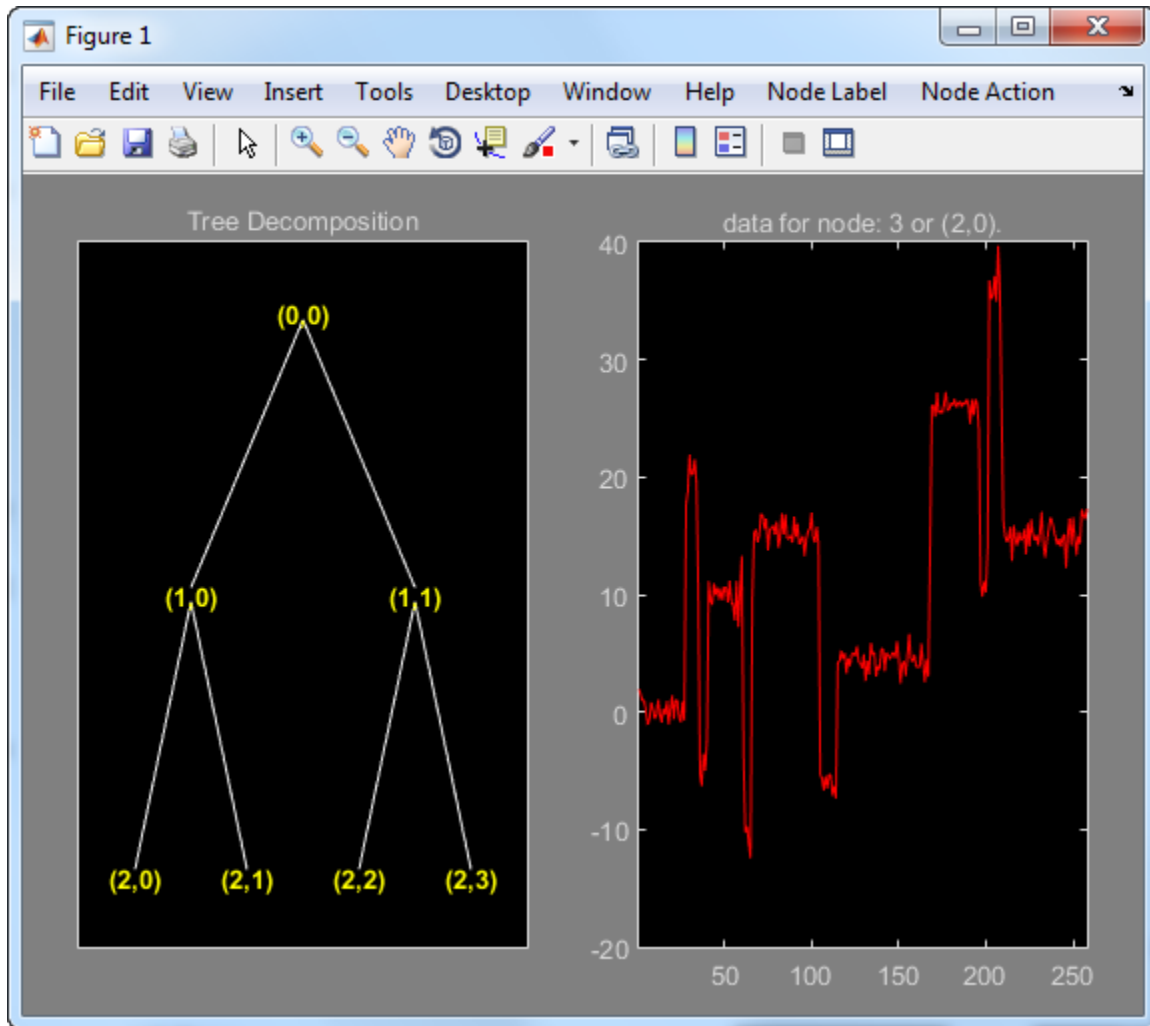 Figure 1
File Edit View Insert Tools Desktop Window Help Node Label Node Action
Tree Decomposition
(0,0)
(1,0) (1,1)
(2,0) (2,1) (2,2) (2,3)
data for node: 3 or (2,0).
40
30
20
10
0
-10
-20
50 100 150 200 250